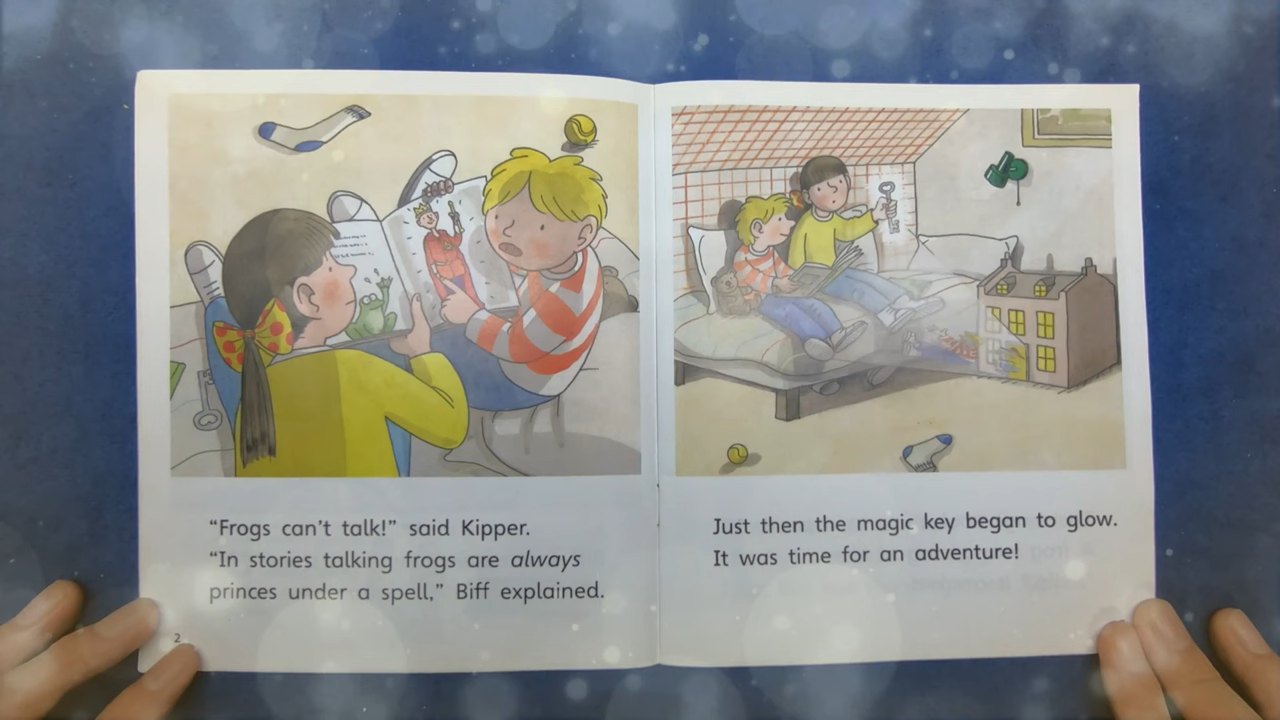 "Frogs can't talk!" said Kipper.
"In stories talking frogs are always
princes under a spell," Biff explained.
2
Just then the magic key began to glow.
It was time for an adventure!